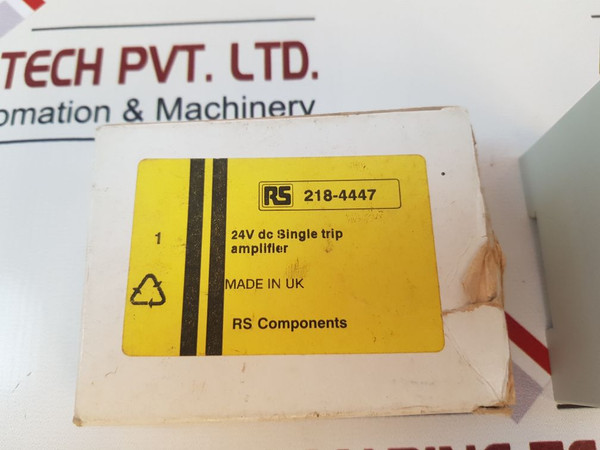 TECH PVT. LTD.
omation & Machinery
RS 218-4447
1
24V dc Single trip
amplifier
MADE IN UK
RS Components